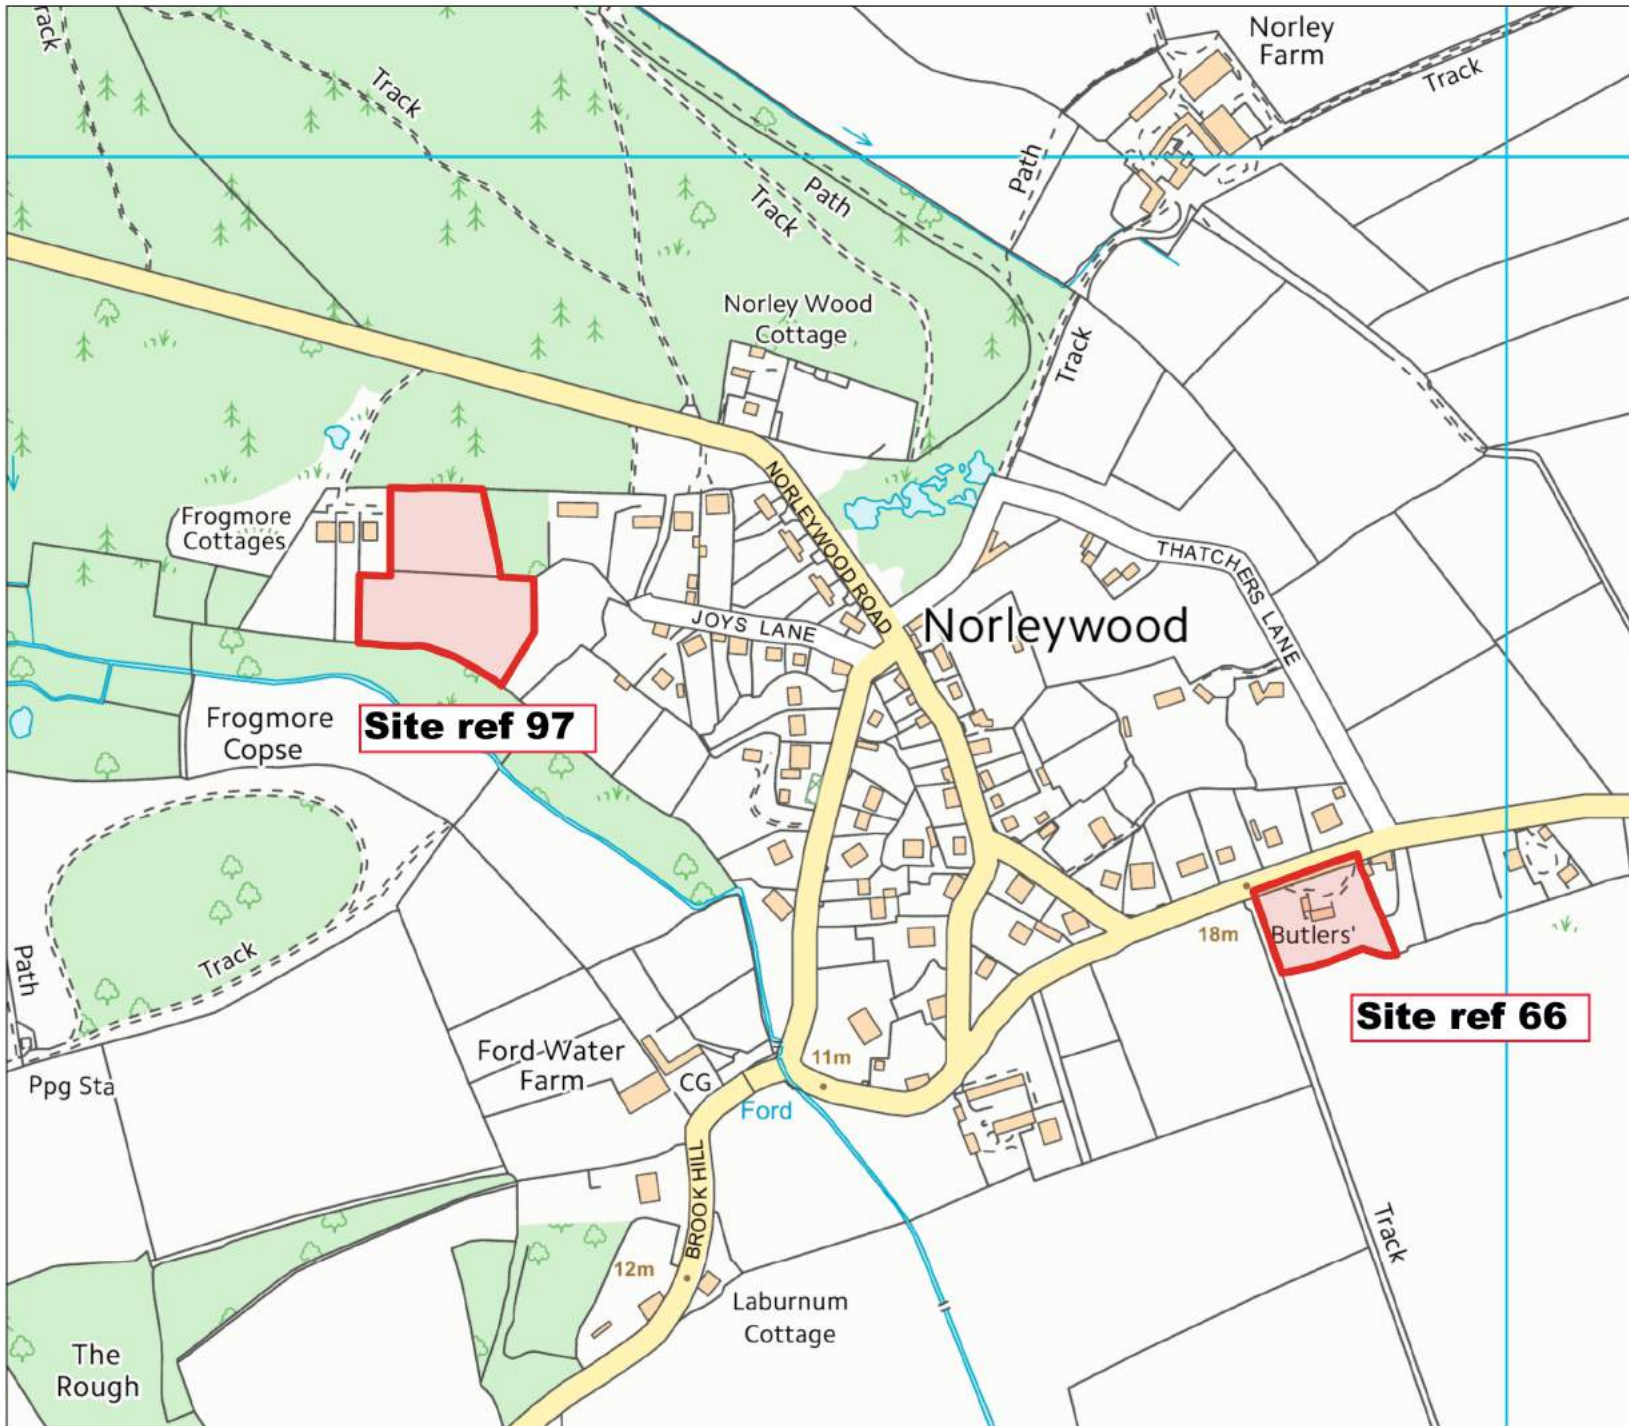 Track
Norley
Farm
Track
Track
Path
Path
Track
Norley Wood
Cottage
Track
NORLEYWOOD ROAD
Frogmore
Cottages
THATCHERS LANE
JOYS LANE
Norleywood
Frogmore
Copse
Site ref 97
Butlers'
18m
Path
Track
Site ref 66
Ford Water
Farm
11m
CG
Ppg Sta
Ford
BROOK HILL
Track
12m
Laburnum
Cottage
The
Rough